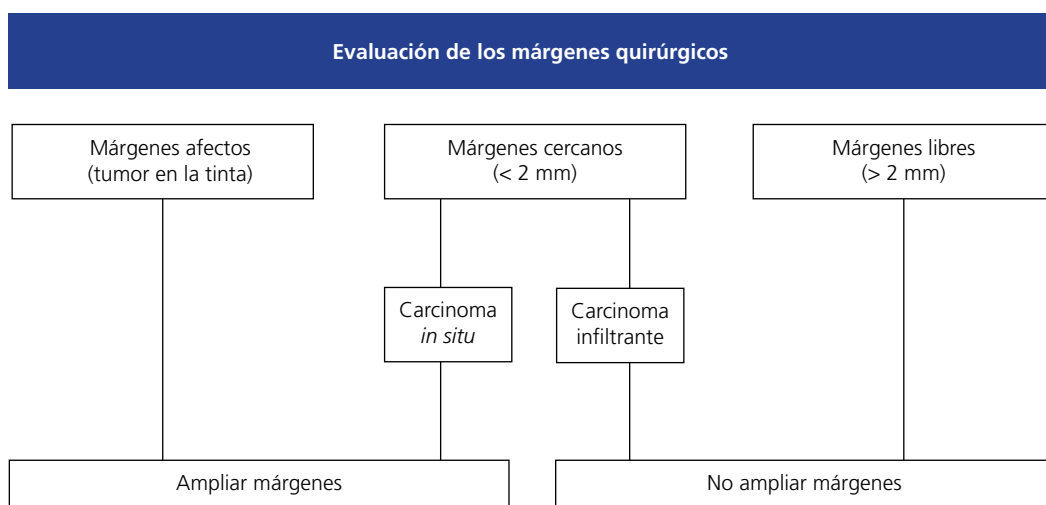 Evaluación de los márgenes quirúrgicos
Márgenes afectos
(tumor en la tinta)
Márgenes cercanos
(< 2 mm)
Márgenes libres
(> 2 mm)
Carcinoma
in situ
Carcinoma
infiltrante
Ampliar márgenes
No ampliar márgenes